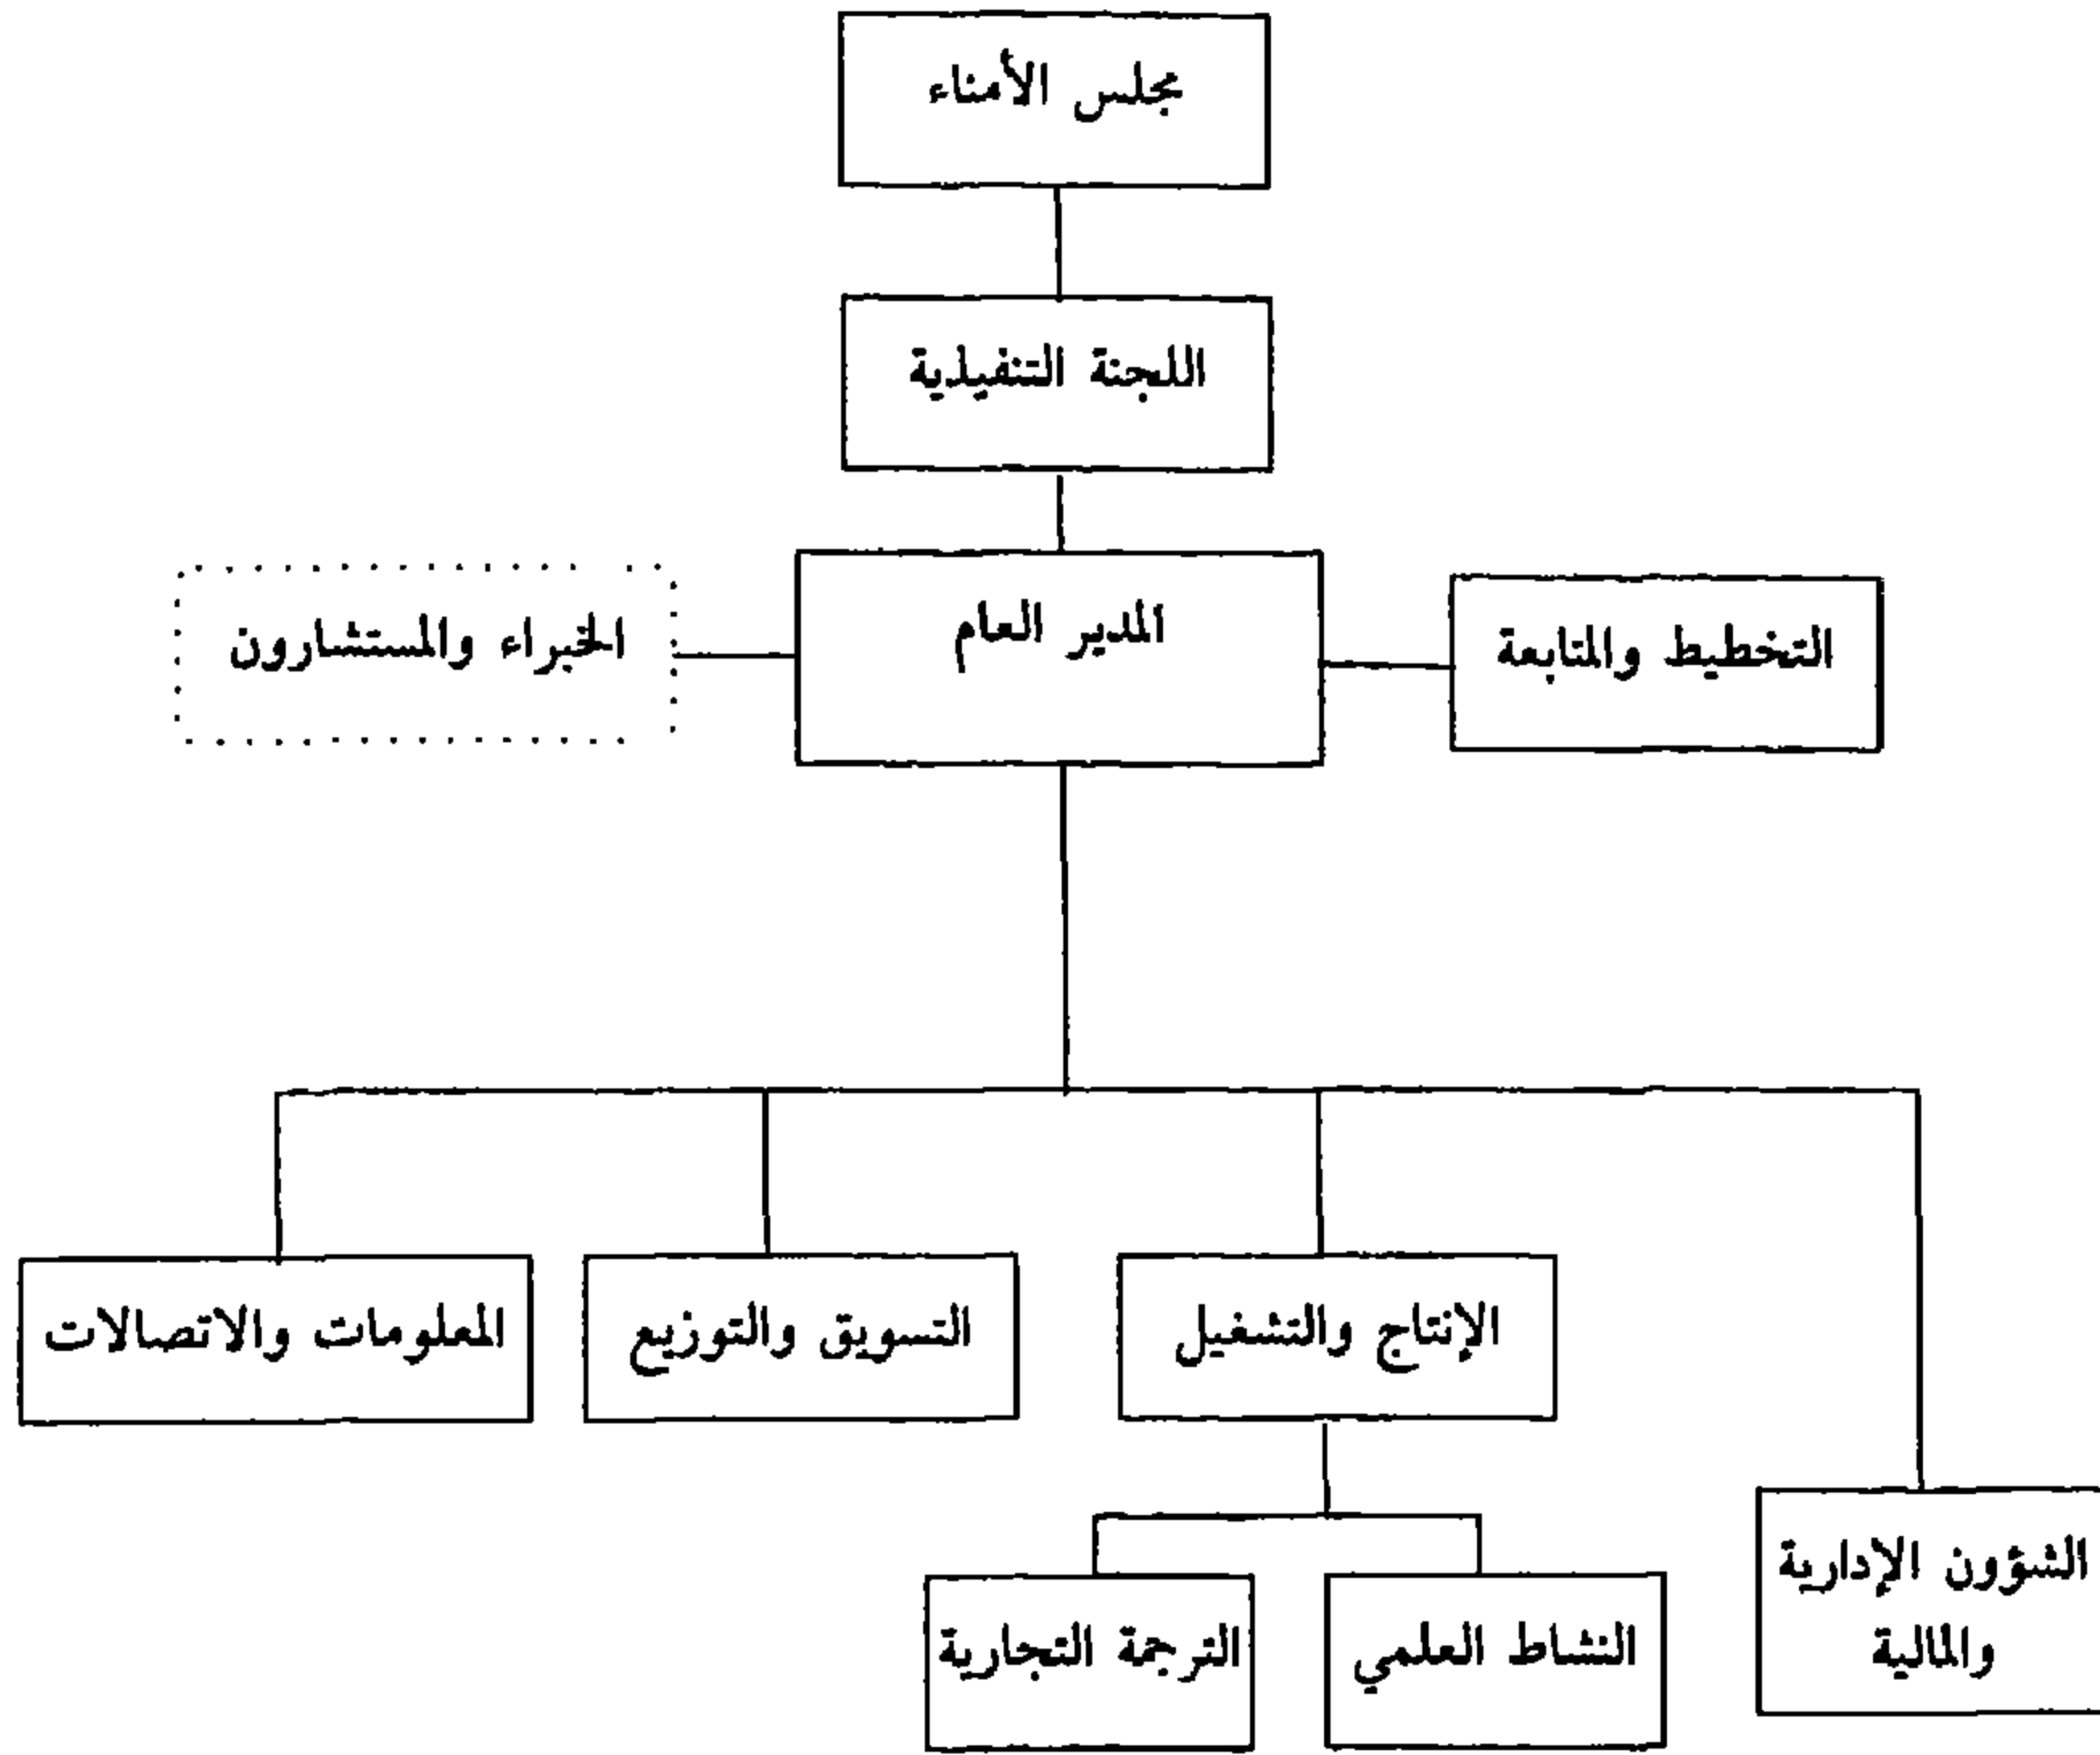 مجلس الأمناء
اللجنة التنفيذية
التخطيط والمتابعة
المدير العام
الخبراء والمستشارون
الإنتاج والتشغيل
التسويق والتوزيع
المعلومات والاتصالات
الشؤون الإدارية
والمالية
النشاط العلمي
الترجمة التجارية